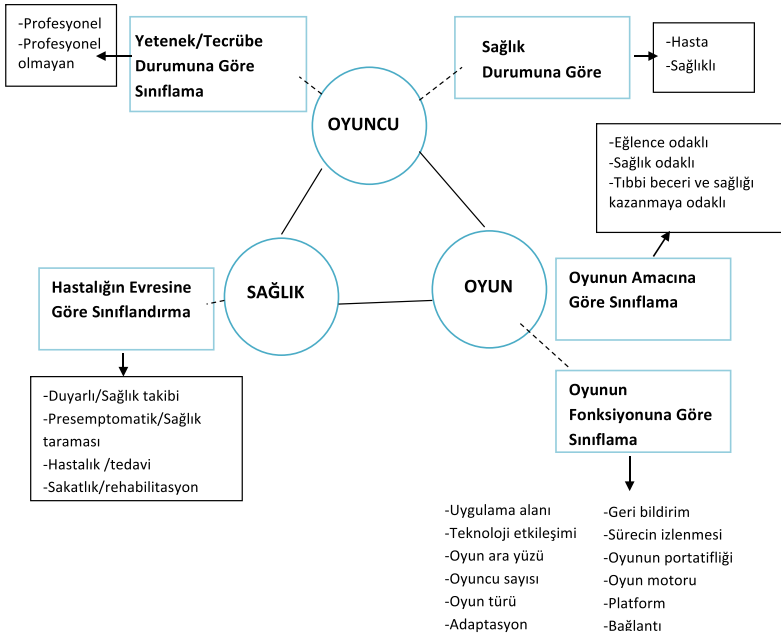 -Profesyonel
-Profesyonel
olmayan
Yetenek/Tecrübe
Durumuna Göre
Sınıflama
Sağlık
Durumuna Göre
-Hasta
-Sağlıklı
OYUNCU
-Eğlence odaklı
-Sağlık odaklı
-Tıbbi beceri ve sağlığı
kazanmaya odaklı
Hastalığın Evresine
Göre Sınıflandırma
SAĞLIK
OYUN
Oyunun Amacına
Göre Sınıflama
-Duyarlı/Sağlık takibi
-Presemptomatik/Sağlık
taraması
-Hastalık /tedavi
-Sakatlık/rehabilitasyon
Oyunun
Fonksiyonuna Göre
Sınıflama
-Uygulama alanı
-Teknoloji etkileşimi
-Oyun ara yüzü
-Oyuncu sayısı
-Oyun türü
-Adaptasyon
-Geri bildirim
-Sürecin izlenmesi
-Oyunun portatifliği
-Oyun motoru
-Platform
-Bağlantı